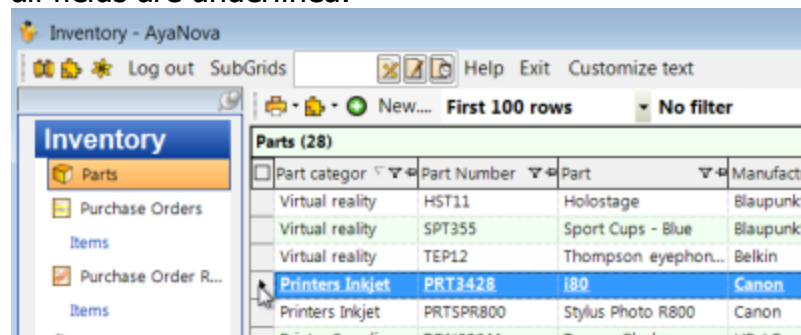 all fields are underlined.
Inventory - AyaNova
Log out SubGrids Help Exit Customize text
New.... First 100 rows No filter
Inventory
Parts (28)
Parts
Part categor Part Number Part Manufact
Virtual reality HST11 Holostage Blaupunk
Purchase Orders
Virtual reality SPT355 Sport Cups - Blue Blaupunk
Items
Virtual reality TEP12 Thompson eyephon... Belkin
Purchase Order R...
Printers Inkjet PRT3428 i80 Canon
Items
Printers Inkjet PRTSPR800 Stylus Photo R800 Canon